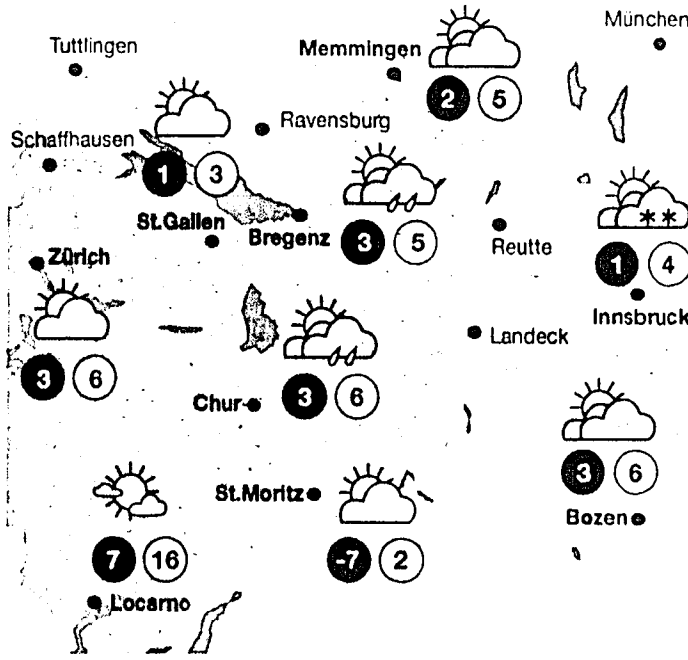 München
Tuttlingen
Memmingen
2 5
Ravensburg
Schaffhausen
1 3
St.Gallen
Bregenz
3 5
Reutte
1 4
Innsbruck
Zürich
3 6
Landeck
Chur
3 6
3 6
Bozen
St.Moritz
7 16
-7 2
Locarno